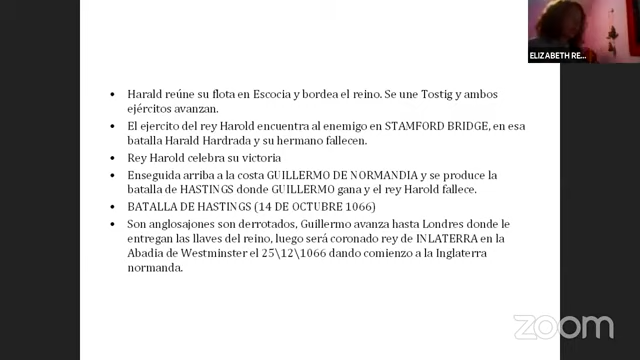 ELIZABETH RE...
• Harald reúne su flota en Escocia y bordea el reino. Se une Tostig y ambos
ejércitos avanzan.
• El ejercito del rey Harold encuentra al enemigo en STAMFORD BRIDGE, en esa
batalla Harald Hardrada y su hermano fallecen.
• Rey Harold celebra su victoria
• Enseguida arriba a la costa GUILLERMO DE NORMANDIA y se produce la
batalla de HASTINGS donde GUILLERMO gana y el rey Harold fallece.
• BATALLA DE HASTINGS (14 DE OCTUBRE 1066)
• Son anglosajones son derrotados, Guillermo avanza hasta Londres donde le
entregan las llaves del reino, luego será coronado rey de INLATERRA en la
Abadia de Westminster el 25\12\1066 dando comienzo a la Inglaterra
normanda.
zoom